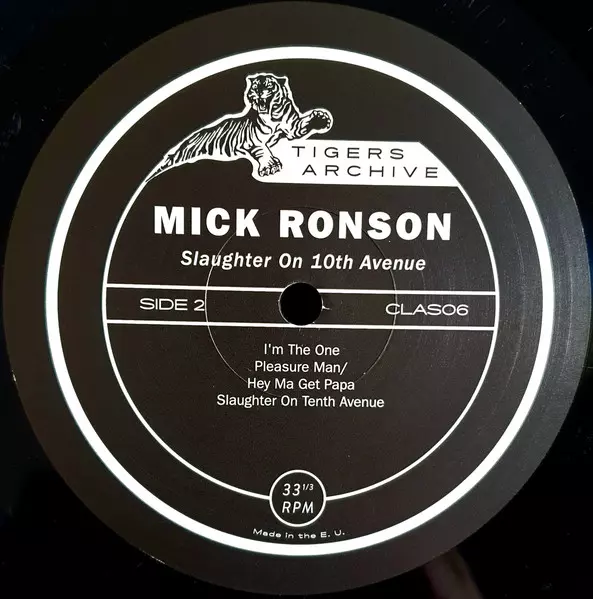 TIGERS
ARCHIVE
MICK RONSON
Slaughter On 10th Avenue
SIDE 2 CLAS06
I'm The One
Pleasure Man/
Hey Ma Get Papa
Slaughter On Tenth Avenue
33 1/3
RPM
Made in the E. U.